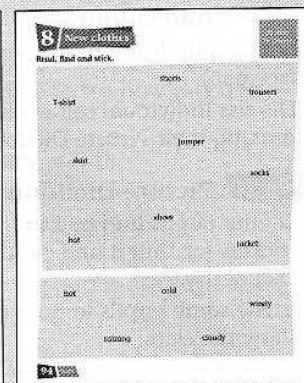 8 New clothes
Read, find and stick.
shorts
trousers
T-shirt
jumper
skirt
socks
shoes
hat
jacket
hot
cold
windy
raining
cloudy
94